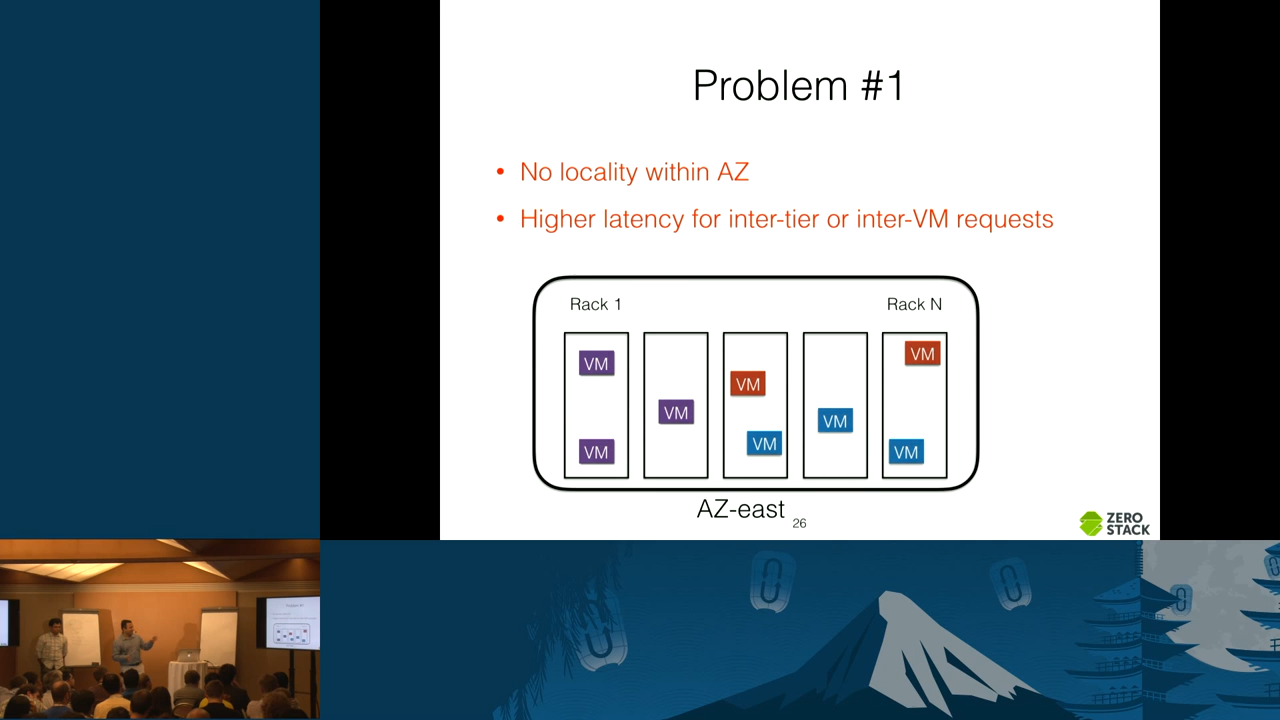 Problem #1
• No locality within AZ
• Higher latency for inter-tier or inter-VM requests
Rack 1
Rack N
VM
VM
VM
VM
VM
VM
VM
VM
AZ-east
26
ZERO
STACK